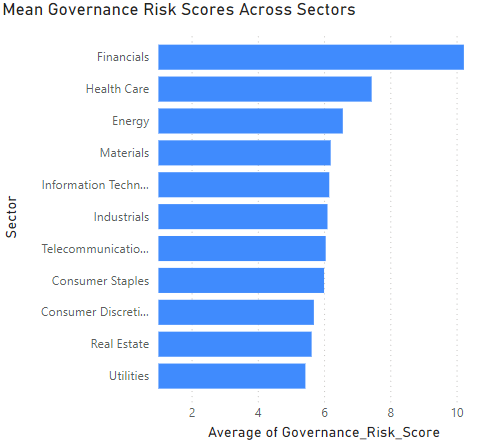 Mean Governance Risk Scores Across Sectors
Financials
Health Care
Energy
Materials
Information Techn...
Industrials
Telecommunicatio...
Consumer Staples
Consumer Discreti...
Real Estate
Utilities
Sector
2 4 6 8 10
Average of Governance_Risk_Score